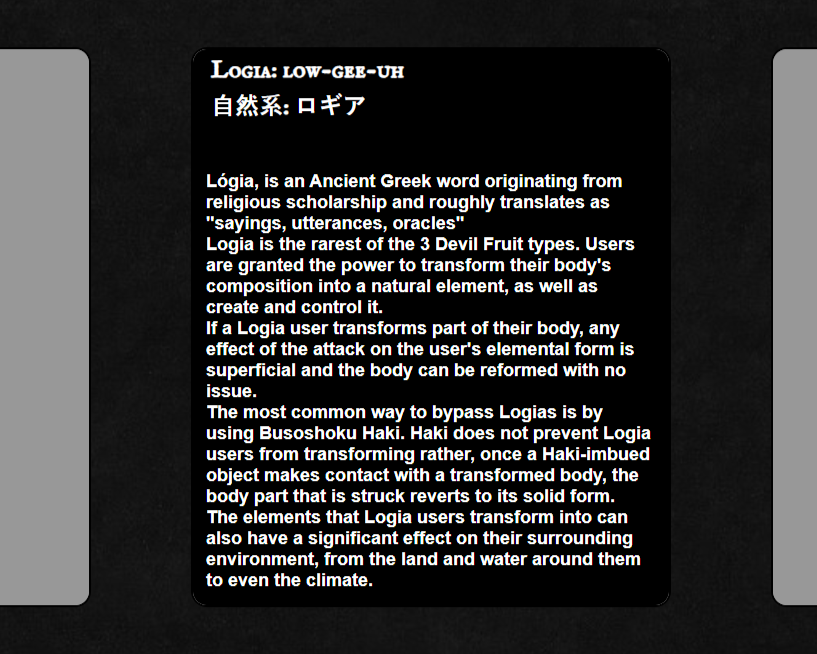 Logia: low-gee-uh
自然系: ロギア
Lógia, is an Ancient Greek word originating from
religious scholarship and roughly translates as
"sayings, utterances, oracles"
Logia is the rarest of the 3 Devil Fruit types. Users
are granted the power to transform their body's
composition into a natural element, as well as
create and control it.
If a Logia user transforms part of their body, any
effect of the attack on the user's elemental form is
superficial and the body can be reformed with no
issue.
The most common way to bypass Logias is by
using Busoshoku Haki. Haki does not prevent Logia
users from transforming rather, once a Haki-imbued
object makes contact with a transformed body, the
body part that is struck reverts to its solid form.
The elements that Logia users transform into can
also have a significant effect on their surrounding
environment, from the land and water around them
to even the climate.